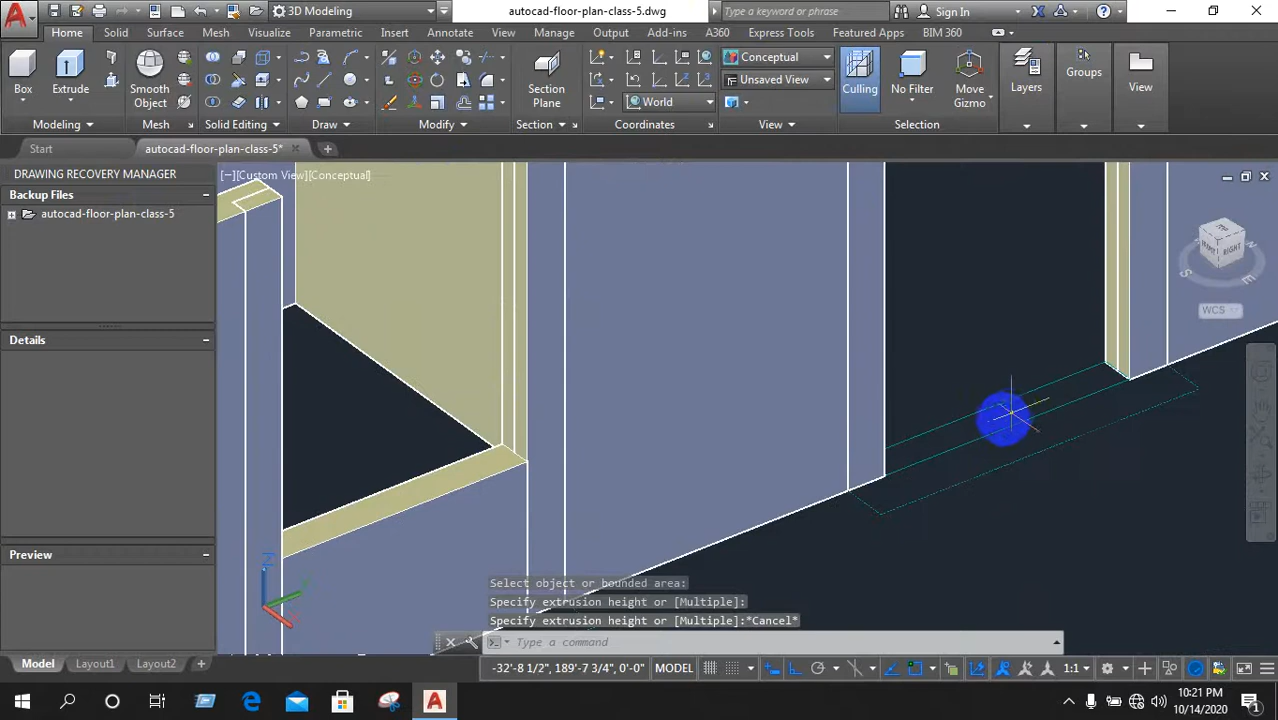 3D Modeling
autocad-floor-plan-class-5.dwg
Type a keyword or phrase
Sign In
Home Solid Surface Mesh Visualize Parametric Insert Annotate View Manage Output Add-ins A360 Express Tools Featured Apps BIM 360
Box Extrude Smooth Object Section Plane World Conceptual Unsaved View Culling No Filter Move Gizmo Layers Groups View
Modeling Mesh Solid Editing Draw Modify Section Coordinates View Selection
Start autocad-floor-plan-class-5*
DRAWING RECOVERY MANAGER
[−][Custom View][Conceptual]
Backup Files
autocad-floor-plan-class-5
TOP
FRONT RIGHT
N
S E
WCS
Details
Preview
Z
Y
X
Select object or bounded area:
Specify extrusion height or [Multiple]:
Specify extrusion height or [Multiple]:*Cancel*
Type a command
Model Layout1 Layout2 +
-32'-8 1/2", 189'-7 3/4", 0'-0" MODEL 1:1
10:21 PM
10/14/2020
1